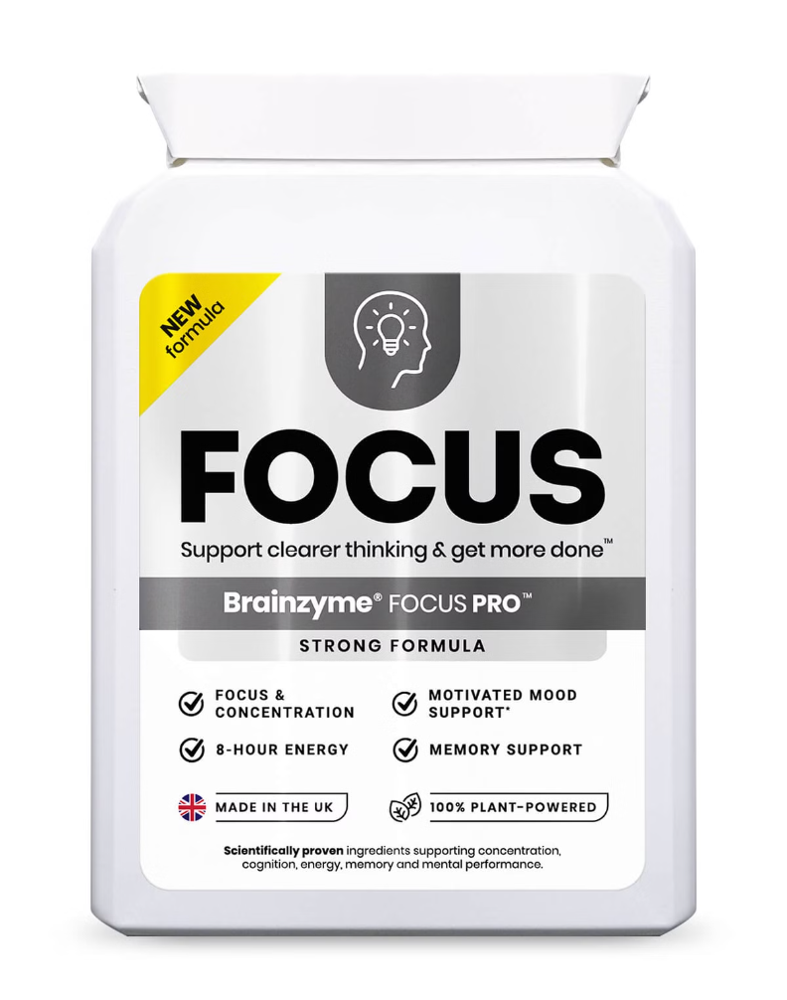 NEW
formula
FOCUS
Support clearer thinking & get more done™
Brainzyme® FOCUS PRO™
STRONG FORMULA
FOCUS &
CONCENTRATION
MOTIVATED MOOD
SUPPORT*
8-HOUR ENERGY
MEMORY SUPPORT
MADE IN THE UK
100% PLANT-POWERED
Scientifically proven ingredients supporting concentration,
cognition, energy, memory and mental performance.